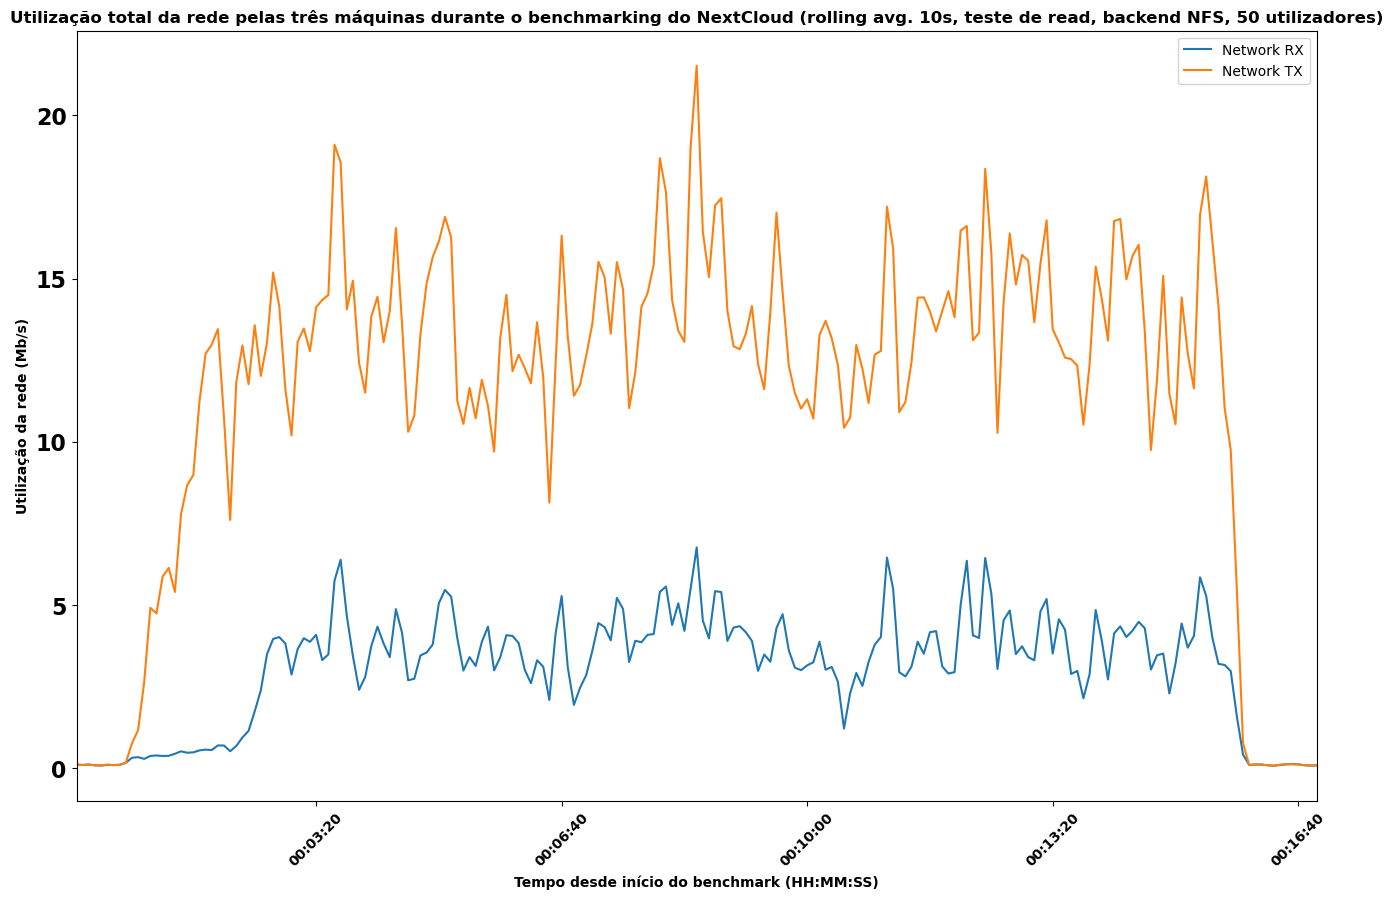 Utilização total da rede pelas três máquinas durante o benchmarking do NextCloud (rolling avg. 10s, teste de read, backend NFS, 50 utilizadores)
Network RX
Network TX
Utilização da rede (Mb/s)
20
15
10
5
0
00:03:20
00:06:40
00:10:00
00:13:20
00:16:40
Tempo desde início do benchmark (HH:MM:SS)